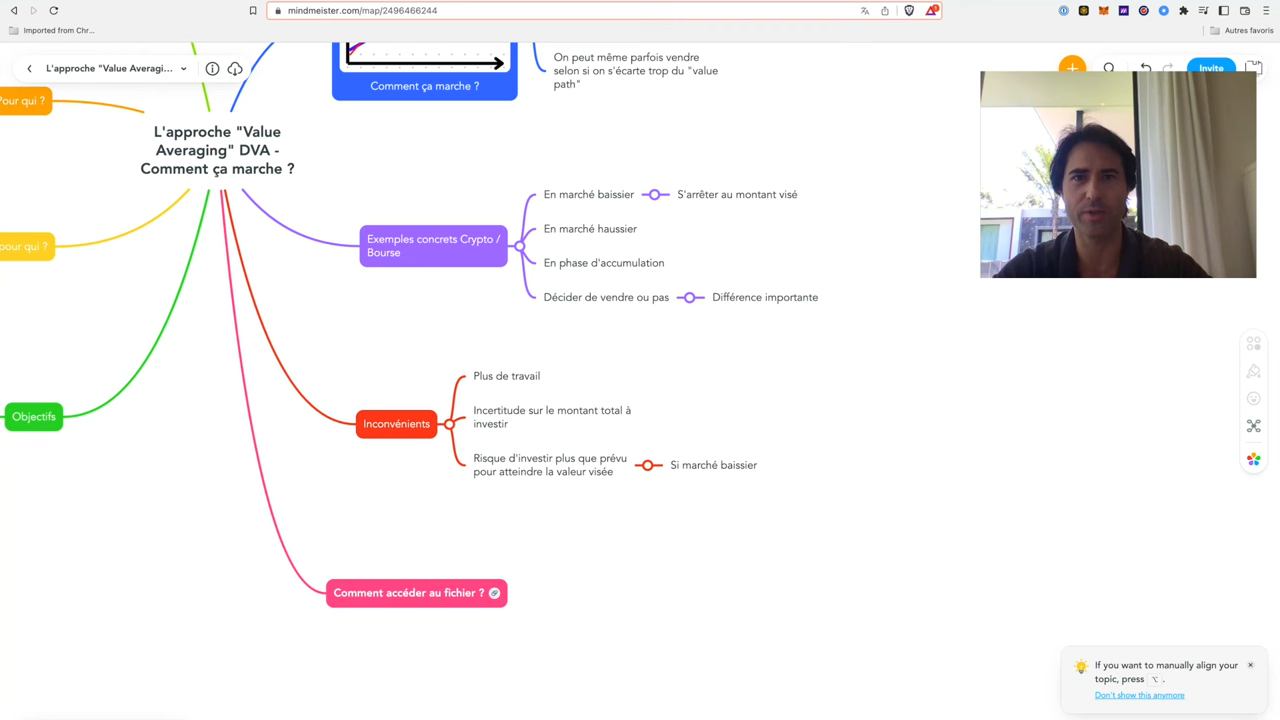 mindmeister.com/map/2496466244
Imported from Chr...
Autres favoris
L'approche "Value Averagi...
Invite
On peut même parfois vendre
selon si on s'écarte trop du "value
path"
Comment ça marche ?
Pour qui ?
L'approche "Value
Averaging" DVA -
Comment ça marche ?
pour qui ?
Exemples concrets Crypto /
Bourse
En marché baissier
S'arrêter au montant visé
En marché haussier
En phase d'accumulation
Décider de vendre ou pas
Différence importante
Objectifs
Inconvénients
Plus de travail
Incertitude sur le montant total à
investir
Risque d'investir plus que prévu
pour atteindre la valeur visée
Si marché baissier
Comment accéder au fichier ?
If you want to manually align your
topic, press ⌥.
Don't show this anymore